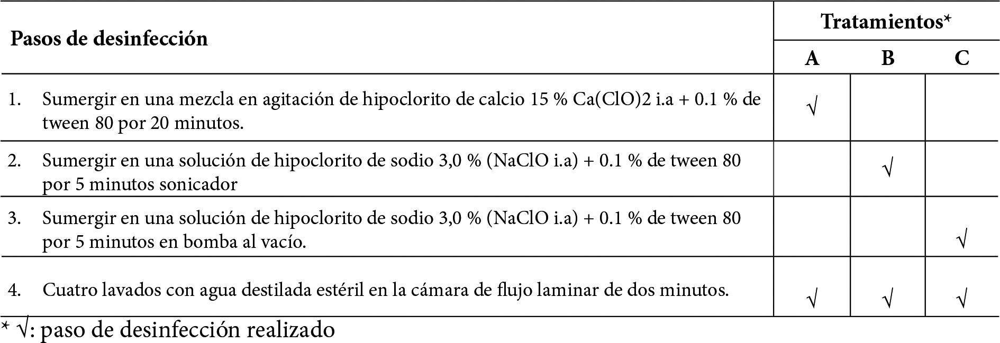 Pasos de desinfección
Tratamientos*
A B C
1. Sumergir en una mezcla en agitación de hipoclorito de calcio 15 % Ca(ClO)2 i.a + 0.1 % de
tween 80 por 20 minutos.
√
2. Sumergir en una solución de hipoclorito de sodio 3,0 % (NaClO i.a) + 0.1 % de tween 80
por 5 minutos sonicador
√
3. Sumergir en una solución de hipoclorito de sodio 3,0 % (NaClO i.a) + 0.1 % de tween 80
por 5 minutos en bomba al vacío.
√
4. Cuatro lavados con agua destilada estéril en la cámara de flujo laminar de dos minutos.
√ √ √
* √: paso de desinfección realizado